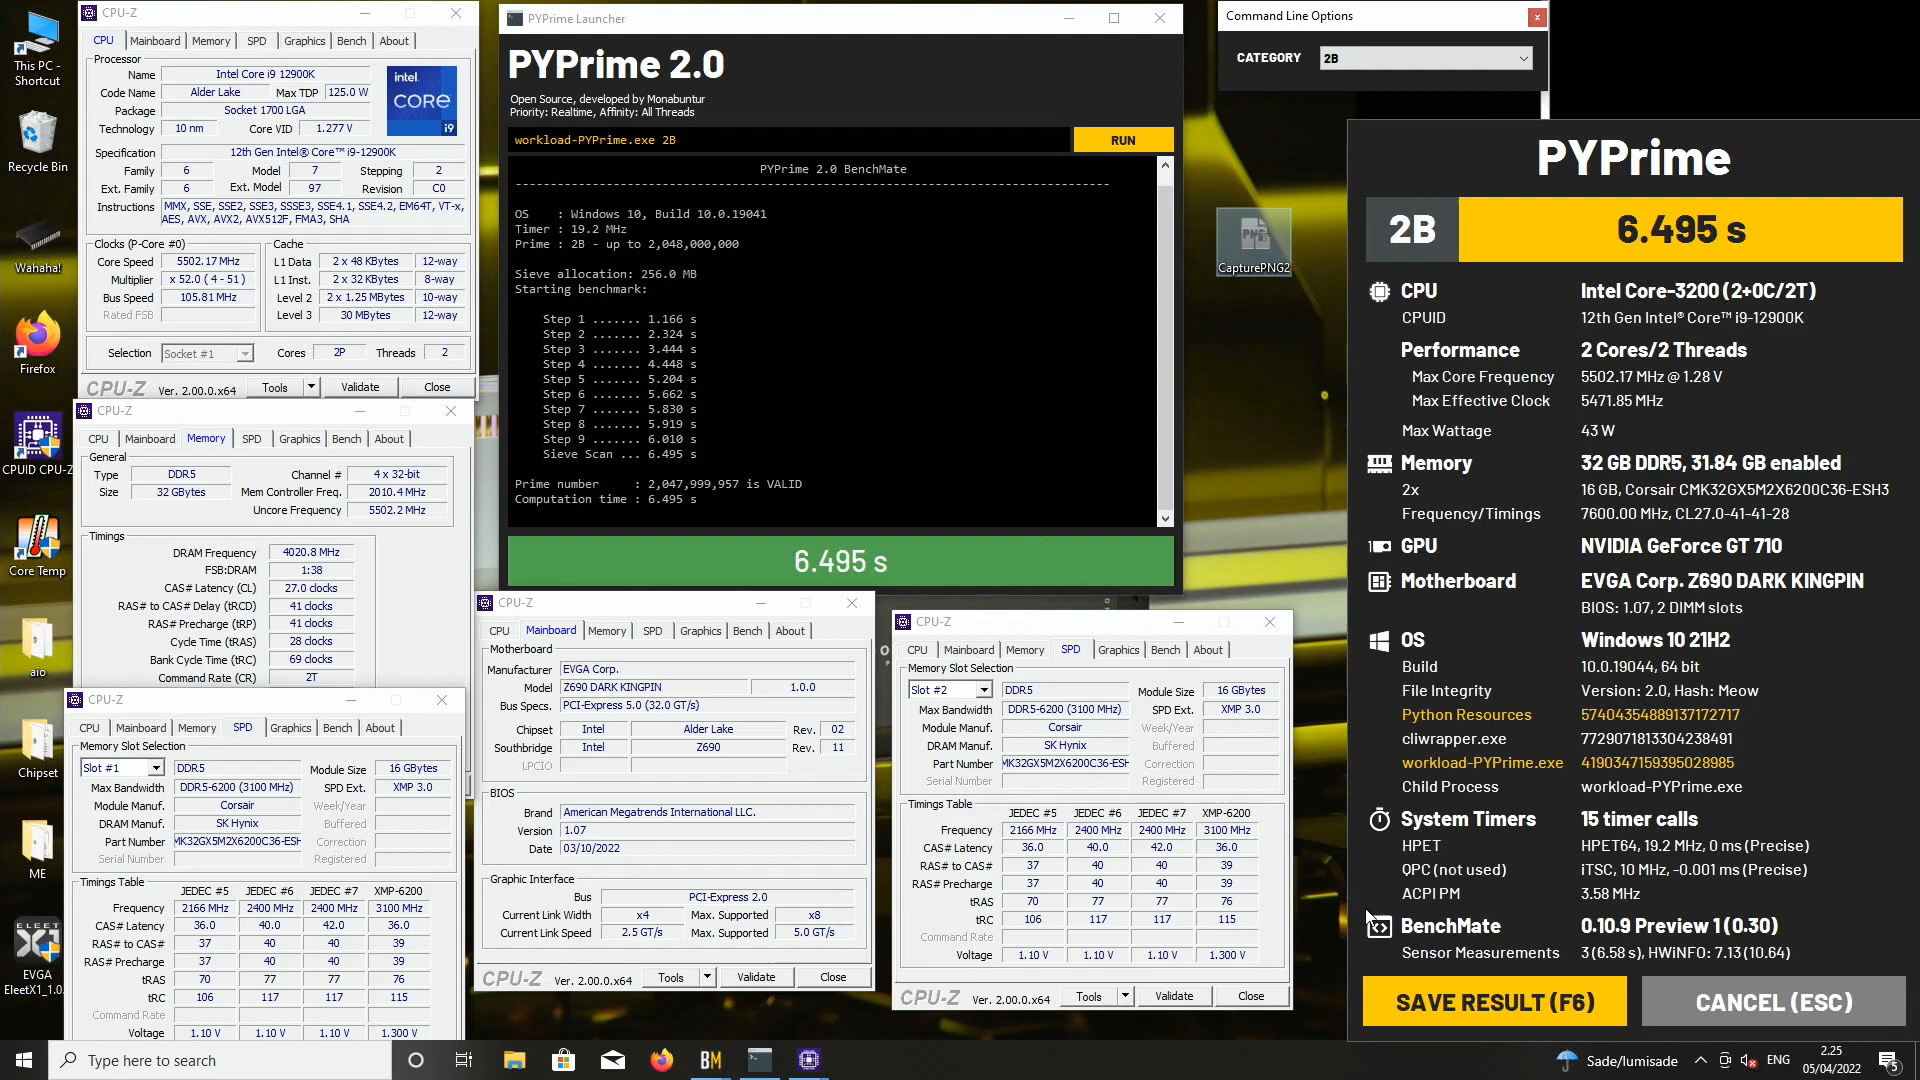 This PC -
Shortcut
Recycle Bin
Wahaha!
Firefox
CPUID CPU-Z
Core Temp
aio
Chipset
ME
EVGA
EleetX1_1.0.
CPU-Z
CPU Mainboard Memory SPD Graphics Bench About
Processor
Name Intel Core i9 12900K
Code Name Alder Lake Max TDP 125.0 W
Package Socket 1700 LGA
Technology 10 nm Core VID 1.277 V
intel.
CORE
i9
Specification 12th Gen Intel® Core™ i9-12900K
Family 6 Model 7 Stepping 2
Ext. Family 6 Ext. Model 97 Revision C0
Instructions MMX, SSE, SSE2, SSE3, SSSE3, SSE4.1, SSE4.2, EM64T, VT-x,
AES, AVX, AVX2, AVX512F, FMA3, SHA
Clocks (P-Core #0)
Core Speed 5502.17 MHz
Multiplier x 52.0 ( 4 - 51 )
Bus Speed 105.81 MHz
Rated FSB
Cache
L1 Data 2 x 48 KBytes 12-way
L1 Inst. 2 x 32 KBytes 8-way
Level 2 2 x 1.25 MBytes 10-way
Level 3 30 MBytes 12-way
Selection Socket #1 Cores 2P Threads 2
CPU-Z Ver. 2.00.0.x64 Tools Validate Close
CPU-Z
CPU Mainboard Memory SPD Graphics Bench About
General
Type DDR5 Channel # 4 x 32-bit
Size 32 GBytes Mem Controller Freq. 2010.4 MHz
Uncore Frequency 5502.2 MHz
Timings
DRAM Frequency 4020.8 MHz
FSB:DRAM 1:38
CAS# Latency (CL) 27.0 clocks
RAS# to CAS# Delay (tRCD) 41 clocks
RAS# Precharge (tRP) 41 clocks
Cycle Time (tRAS) 28 clocks
Bank Cycle Time (tRC) 69 clocks
Command Rate (CR) 2T
CPU-Z
CPU Mainboard Memory SPD Graphics Bench About
Memory Slot Selection
Slot #1 DDR5 Module Size 16 GBytes
Max Bandwidth DDR5-6200 (3100 MHz) SPD Ext. XMP 3.0
Module Manuf. Corsair Week/Year
DRAM Manuf. SK Hynix Buffered
Part Number MK32GX5M2X6200C36-ESH Correction
Serial Number Registered
Timings Table
JEDEC #5 JEDEC #6 JEDEC #7 XMP-6200
Frequency 2166 MHz 2400 MHz 2400 MHz 3100 MHz
CAS# Latency 36.0 40.0 42.0 36.0
RAS# to CAS# 37 40 40 39
RAS# Precharge 37 40 40 39
tRAS 70 77 77 76
tRC 106 117 117 115
Command Rate
Voltage 1.10 V 1.10 V 1.10 V 1.300 V
PYPrime Launcher
PYPrime 2.0
Open Source, developed by Monabuntur
Priority: Realtime, Affinity: All Threads
workload-PYPrime.exe 2B RUN
PYPrime 2.0 BenchMate
OS : Windows 10, Build 10.0.19041
Timer : 19.2 MHz
Prime : 2B - up to 2,048,000,000
Sieve allocation: 256.0 MB
Starting benchmark:
Step 1 ....... 1.166 s
Step 2 ....... 2.324 s
Step 3 ....... 3.444 s
Step 4 ....... 4.448 s
Step 5 ....... 5.204 s
Step 6 ....... 5.662 s
Step 7 ....... 5.830 s
Step 8 ....... 5.919 s
Step 9 ....... 6.010 s
Sieve Scan ... 6.495 s
Prime number : 2,047,999,957 is VALID
Computation time : 6.495 s
6.495 s
CPU-Z
CPU Mainboard Memory SPD Graphics Bench About
Motherboard
Manufacturer EVGA Corp.
Model Z690 DARK KINGPIN 1.0.0
Bus Specs. PCI-Express 5.0 (32.0 GT/s)
Chipset Intel Alder Lake Rev. 02
Southbridge Intel Z690 Rev. 11
LPCIO
BIOS
Brand American Megatrends International LLC.
Version 1.07
Date 03/10/2022
Graphic Interface
Bus PCI-Express 2.0
Current Link Width x4 Max. Supported x8
Current Link Speed 2.5 GT/s Max. Supported 5.0 GT/s
CPU-Z Ver. 2.00.0.x64 Tools Validate Close
CPU-Z
CPU Mainboard Memory SPD Graphics Bench About
Memory Slot Selection
Slot #2 DDR5 Module Size 16 GBytes
Max Bandwidth DDR5-6200 (3100 MHz) SPD Ext. XMP 3.0
Module Manuf. Corsair Week/Year
DRAM Manuf. SK Hynix Buffered
Part Number MK32GX5M2X6200C36-ESH Correction
Serial Number Registered
Timings Table
JEDEC #5 JEDEC #6 JEDEC #7 XMP-6200
Frequency 2166 MHz 2400 MHz 2400 MHz 3100 MHz
CAS# Latency 36.0 40.0 42.0 36.0
RAS# to CAS# 37 40 40 39
RAS# Precharge 37 40 40 39
tRAS 70 77 77 76
tRC 106 117 117 115
Command Rate
Voltage 1.10 V 1.10 V 1.10 V 1.300 V
CPU-Z Ver. 2.00.0.x64 Tools Validate Close
Command Line Options
CATEGORY 2B
PNG
CapturePNG2
PYPrime
2B 6.495 s
CPU Intel Core-3200 (2+0C/2T)
CPUID 12th Gen Intel® Core™ i9-12900K
Performance 2 Cores/2 Threads
Max Core Frequency 5502.17 MHz @ 1.28 V
Max Effective Clock 5471.85 MHz
Max Wattage 43 W
Memory 32 GB DDR5, 31.84 GB enabled
2x 16 GB, Corsair CMK32GX5M2X6200C36-ESH3
Frequency/Timings 7600.00 MHz, CL27.0-41-41-28
GPU NVIDIA GeForce GT 710
Motherboard EVGA Corp. Z690 DARK KINGPIN
BIOS: 1.07, 2 DIMM slots
OS Windows 10 21H2
Build 10.0.19044, 64 bit
File Integrity Version: 2.0, Hash: Meow
Python Resources 57404354889137172717
cliwrapper.exe 7729071813304238491
workload-PYPrime.exe 4190347159395028985
Child Process workload-PYPrime.exe
System Timers 15 timer calls
HPET HPET64, 19.2 MHz, 0 ms (Precise)
QPC (not used) iTSC, 10 MHz, -0.001 ms (Precise)
ACPI PM 3.58 MHz
BenchMate 0.10.9 Preview 1 (0.30)
Sensor Measurements 3 (6.58 s), HWiNFO: 7.13 (10.64)
SAVE RESULT (F6) CANCEL (ESC)
Type here to search
BM
Sade/lumisade
ENG
2.25
05/04/2022
5